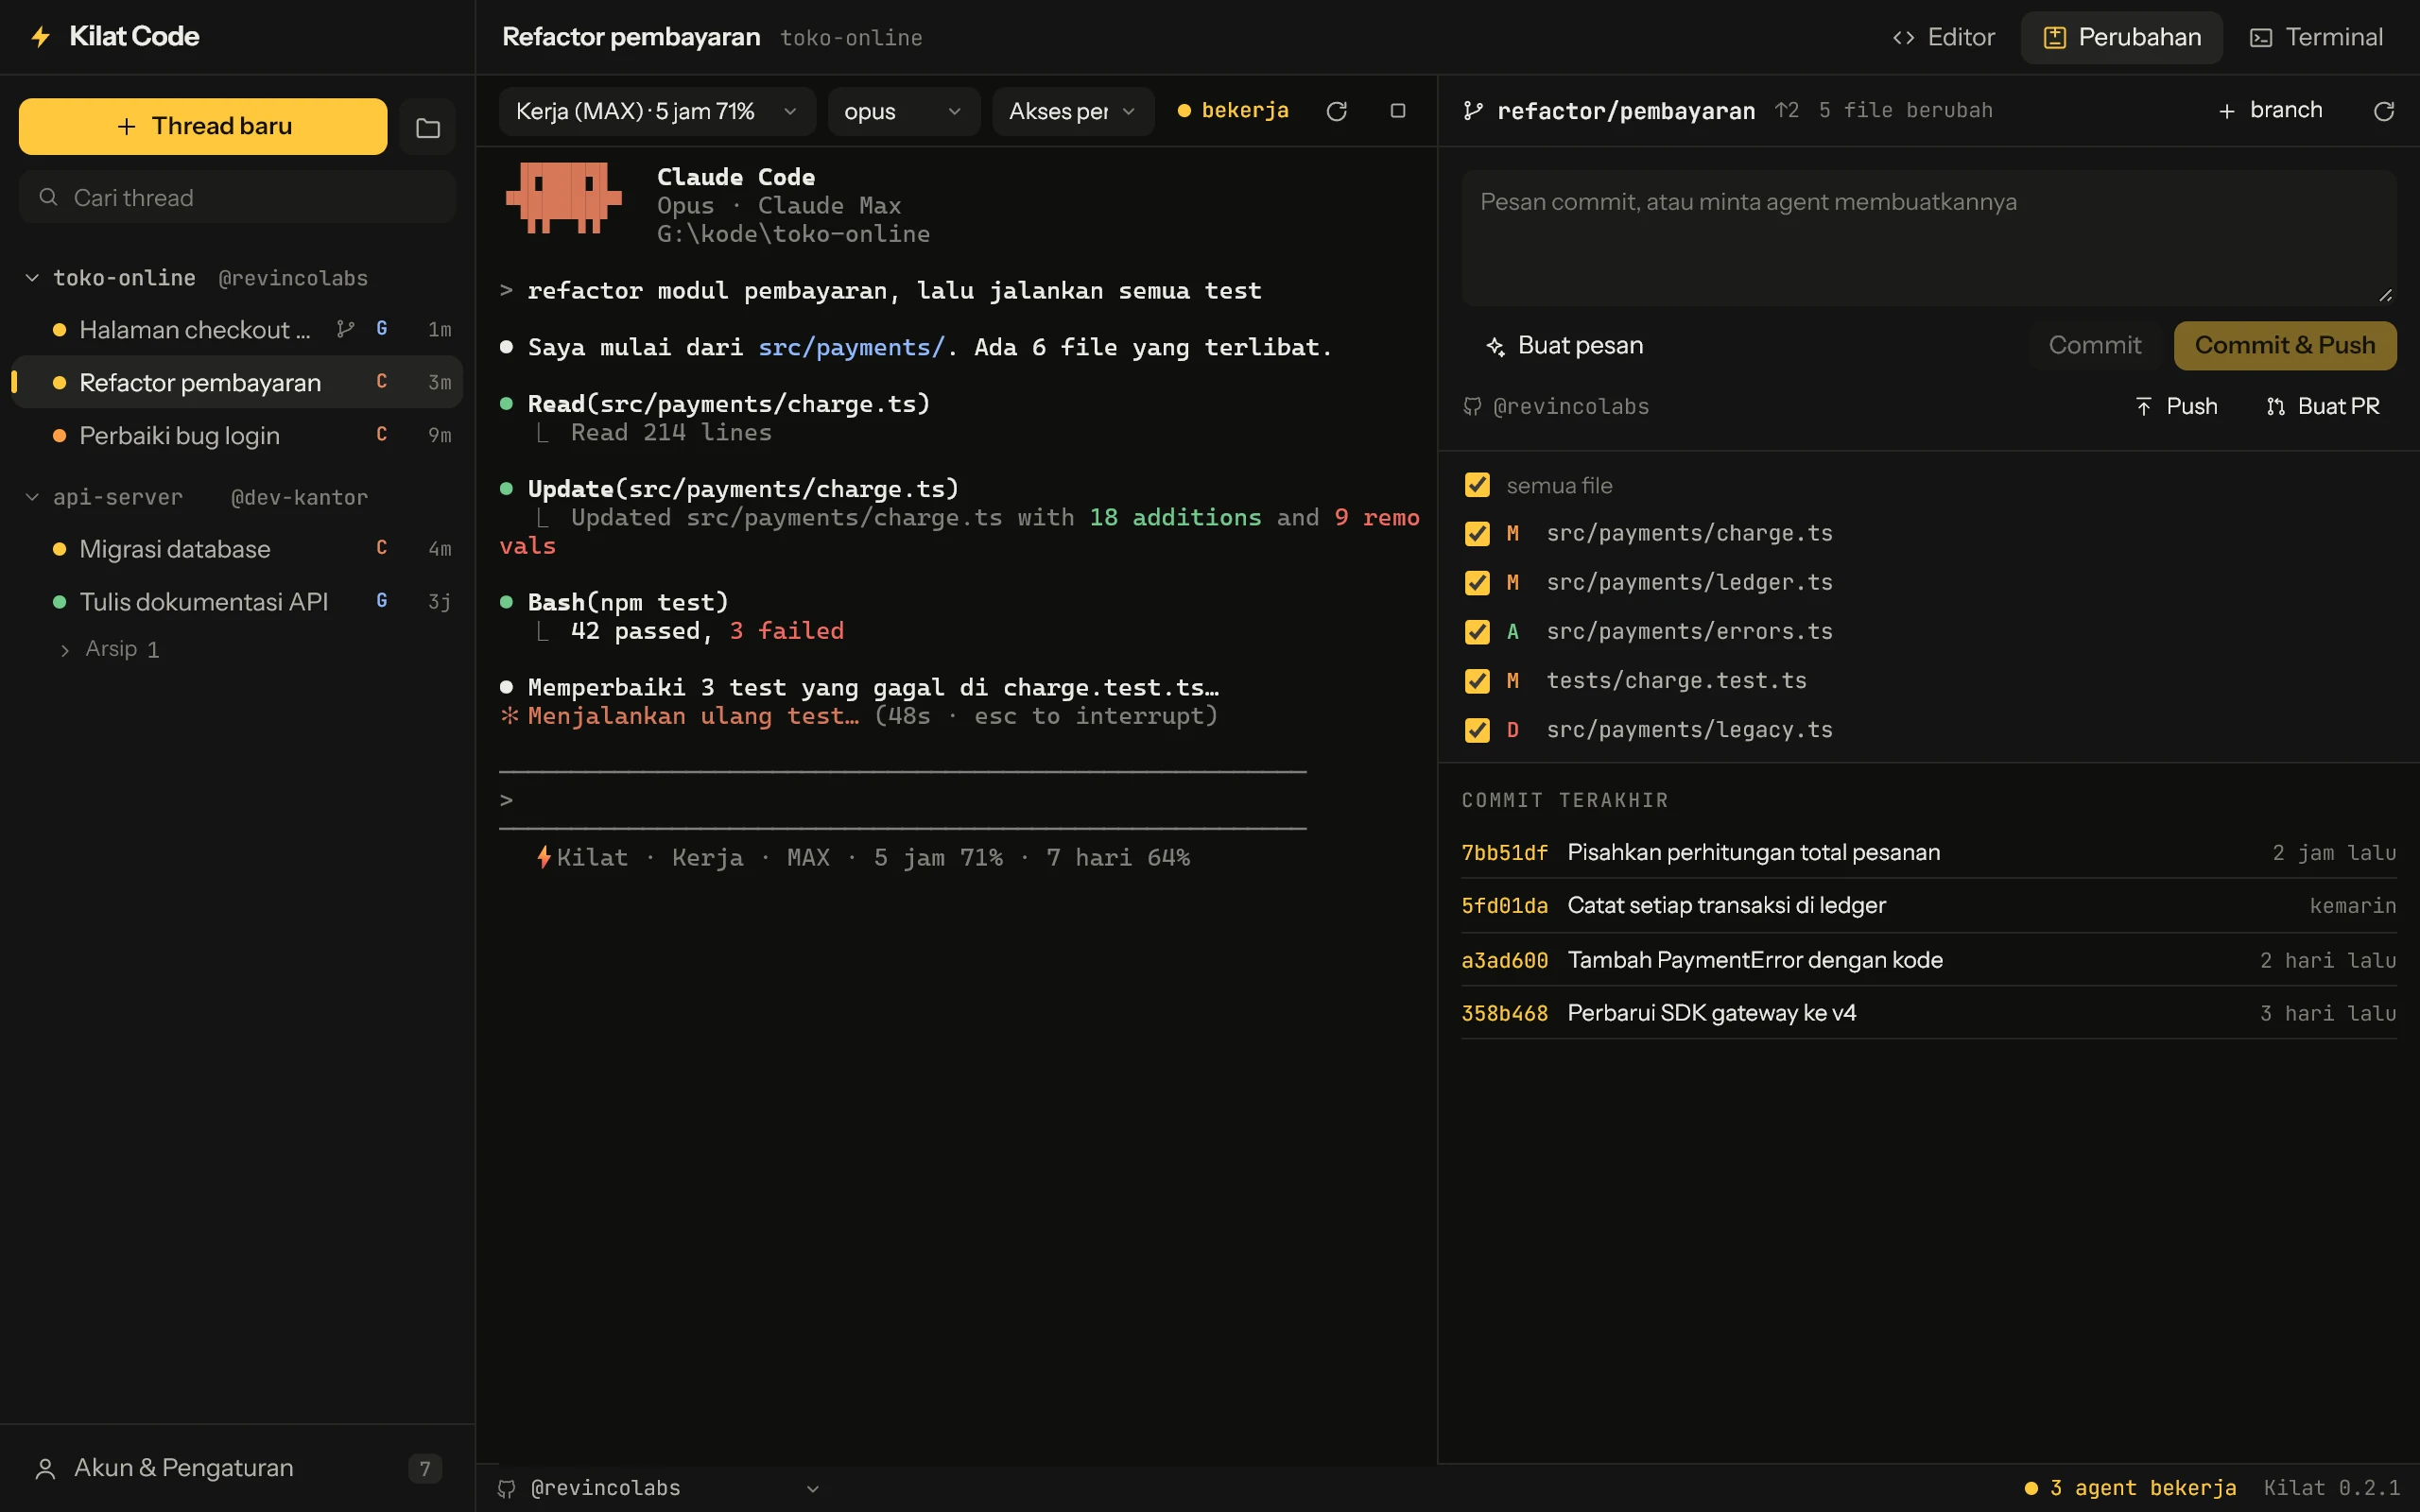 Kilat Code
Refactor pembayaran toko-online
Editor
Perubahan
Terminal
+ Thread baru
Cari thread
toko-online @revincolabs
Halaman checkout ... G 1m
Refactor pembayaran C 3m
Perbaiki bug login C 9m
api-server @dev-kantor
Migrasi database C 4m
Tulis dokumentasi API G 3j
Arsip 1
Akun & Pengaturan 7
Kerja (MAX) · 5 jam 71%
opus
Akses per
bekerja
Claude Code
Opus · Claude Max
G:\kode\toko-online
> refactor modul pembayaran, lalu jalankan semua test
● Saya mulai dari src/payments/. Ada 6 file yang terlibat.
● Read(src/payments/charge.ts)
⎿ Read 214 lines
● Update(src/payments/charge.ts)
⎿ Updated src/payments/charge.ts with 18 additions and 9 remo
vals
● Bash(npm test)
⎿ 42 passed, 3 failed
● Memperbaiki 3 test yang gagal di charge.test.ts…
✻ Menjalankan ulang test… (48s · esc to interrupt)
>
⚡Kilat · Kerja · MAX · 5 jam 71% · 7 hari 64%
refactor/pembayaran ↑2 5 file berubah
+ branch
Pesan commit, atau minta agent membuatkannya
Buat pesan
Commit
Commit & Push
@revincolabs
Push
Buat PR
semua file
M src/payments/charge.ts
M src/payments/ledger.ts
A src/payments/errors.ts
M tests/charge.test.ts
D src/payments/legacy.ts
COMMIT TERAKHIR
7bb51df Pisahkan perhitungan total pesanan 2 jam lalu
5fd01da Catat setiap transaksi di ledger kemarin
a3ad600 Tambah PaymentError dengan kode 2 hari lalu
358b468 Perbarui SDK gateway ke v4 3 hari lalu
@revincolabs
3 agent bekerja
Kilat 0.2.1